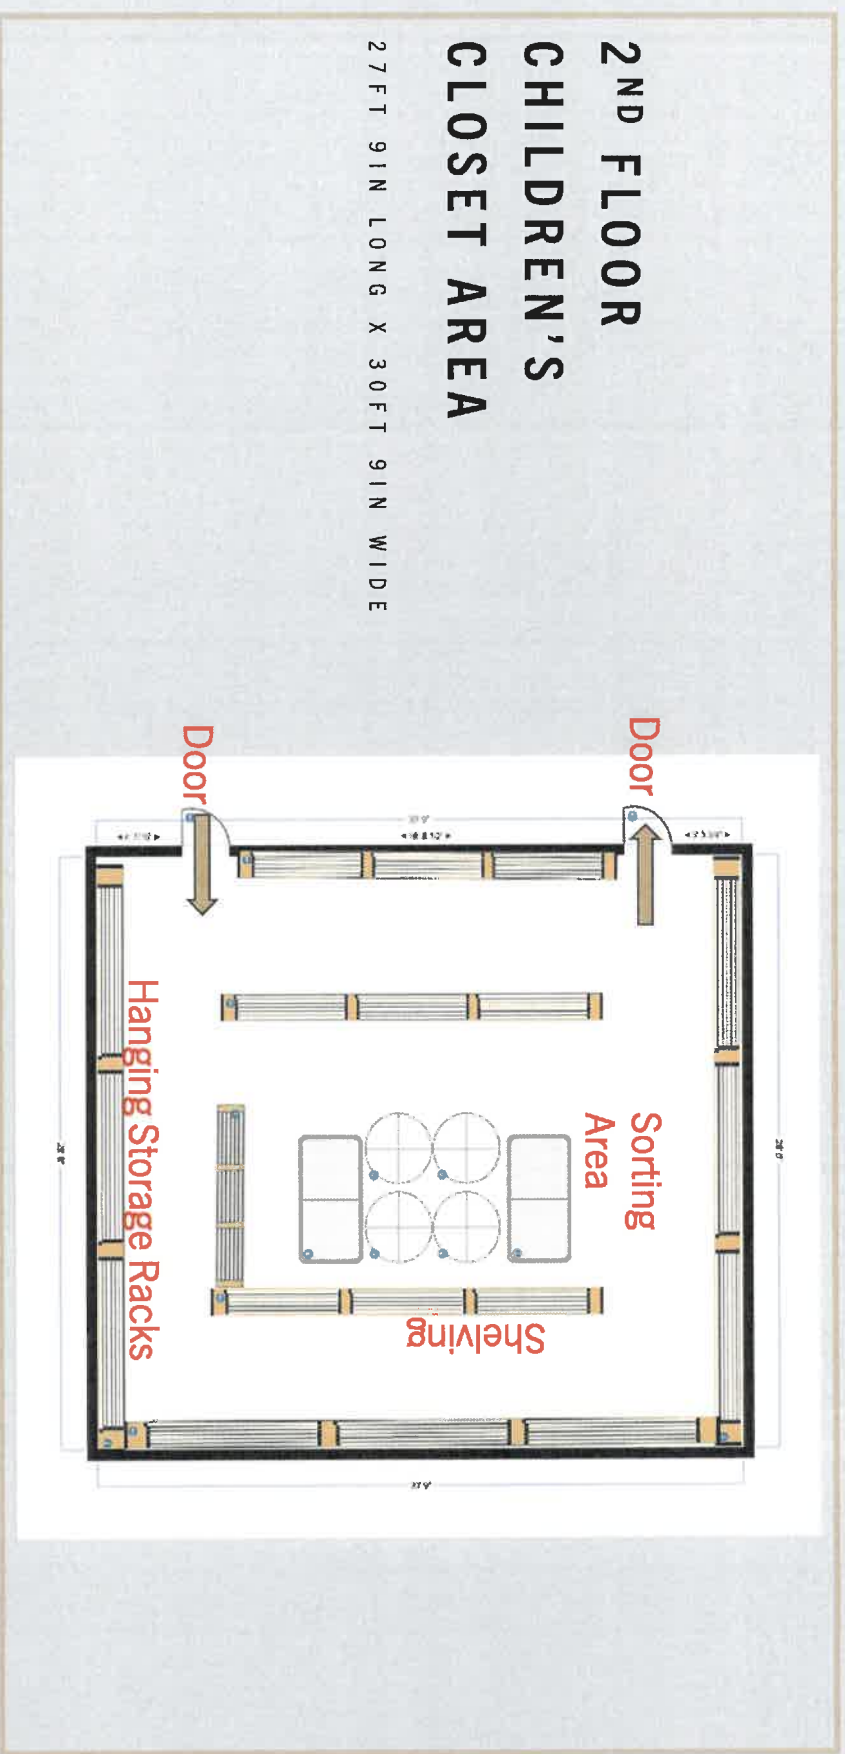 2ND FLOOR
CHILDREN'S
CLOSET AREA
27FT 9IN LONG X 30FT 9IN WIDE
Door
Door
Sorting
Area
Shelving
Hanging Storage Racks